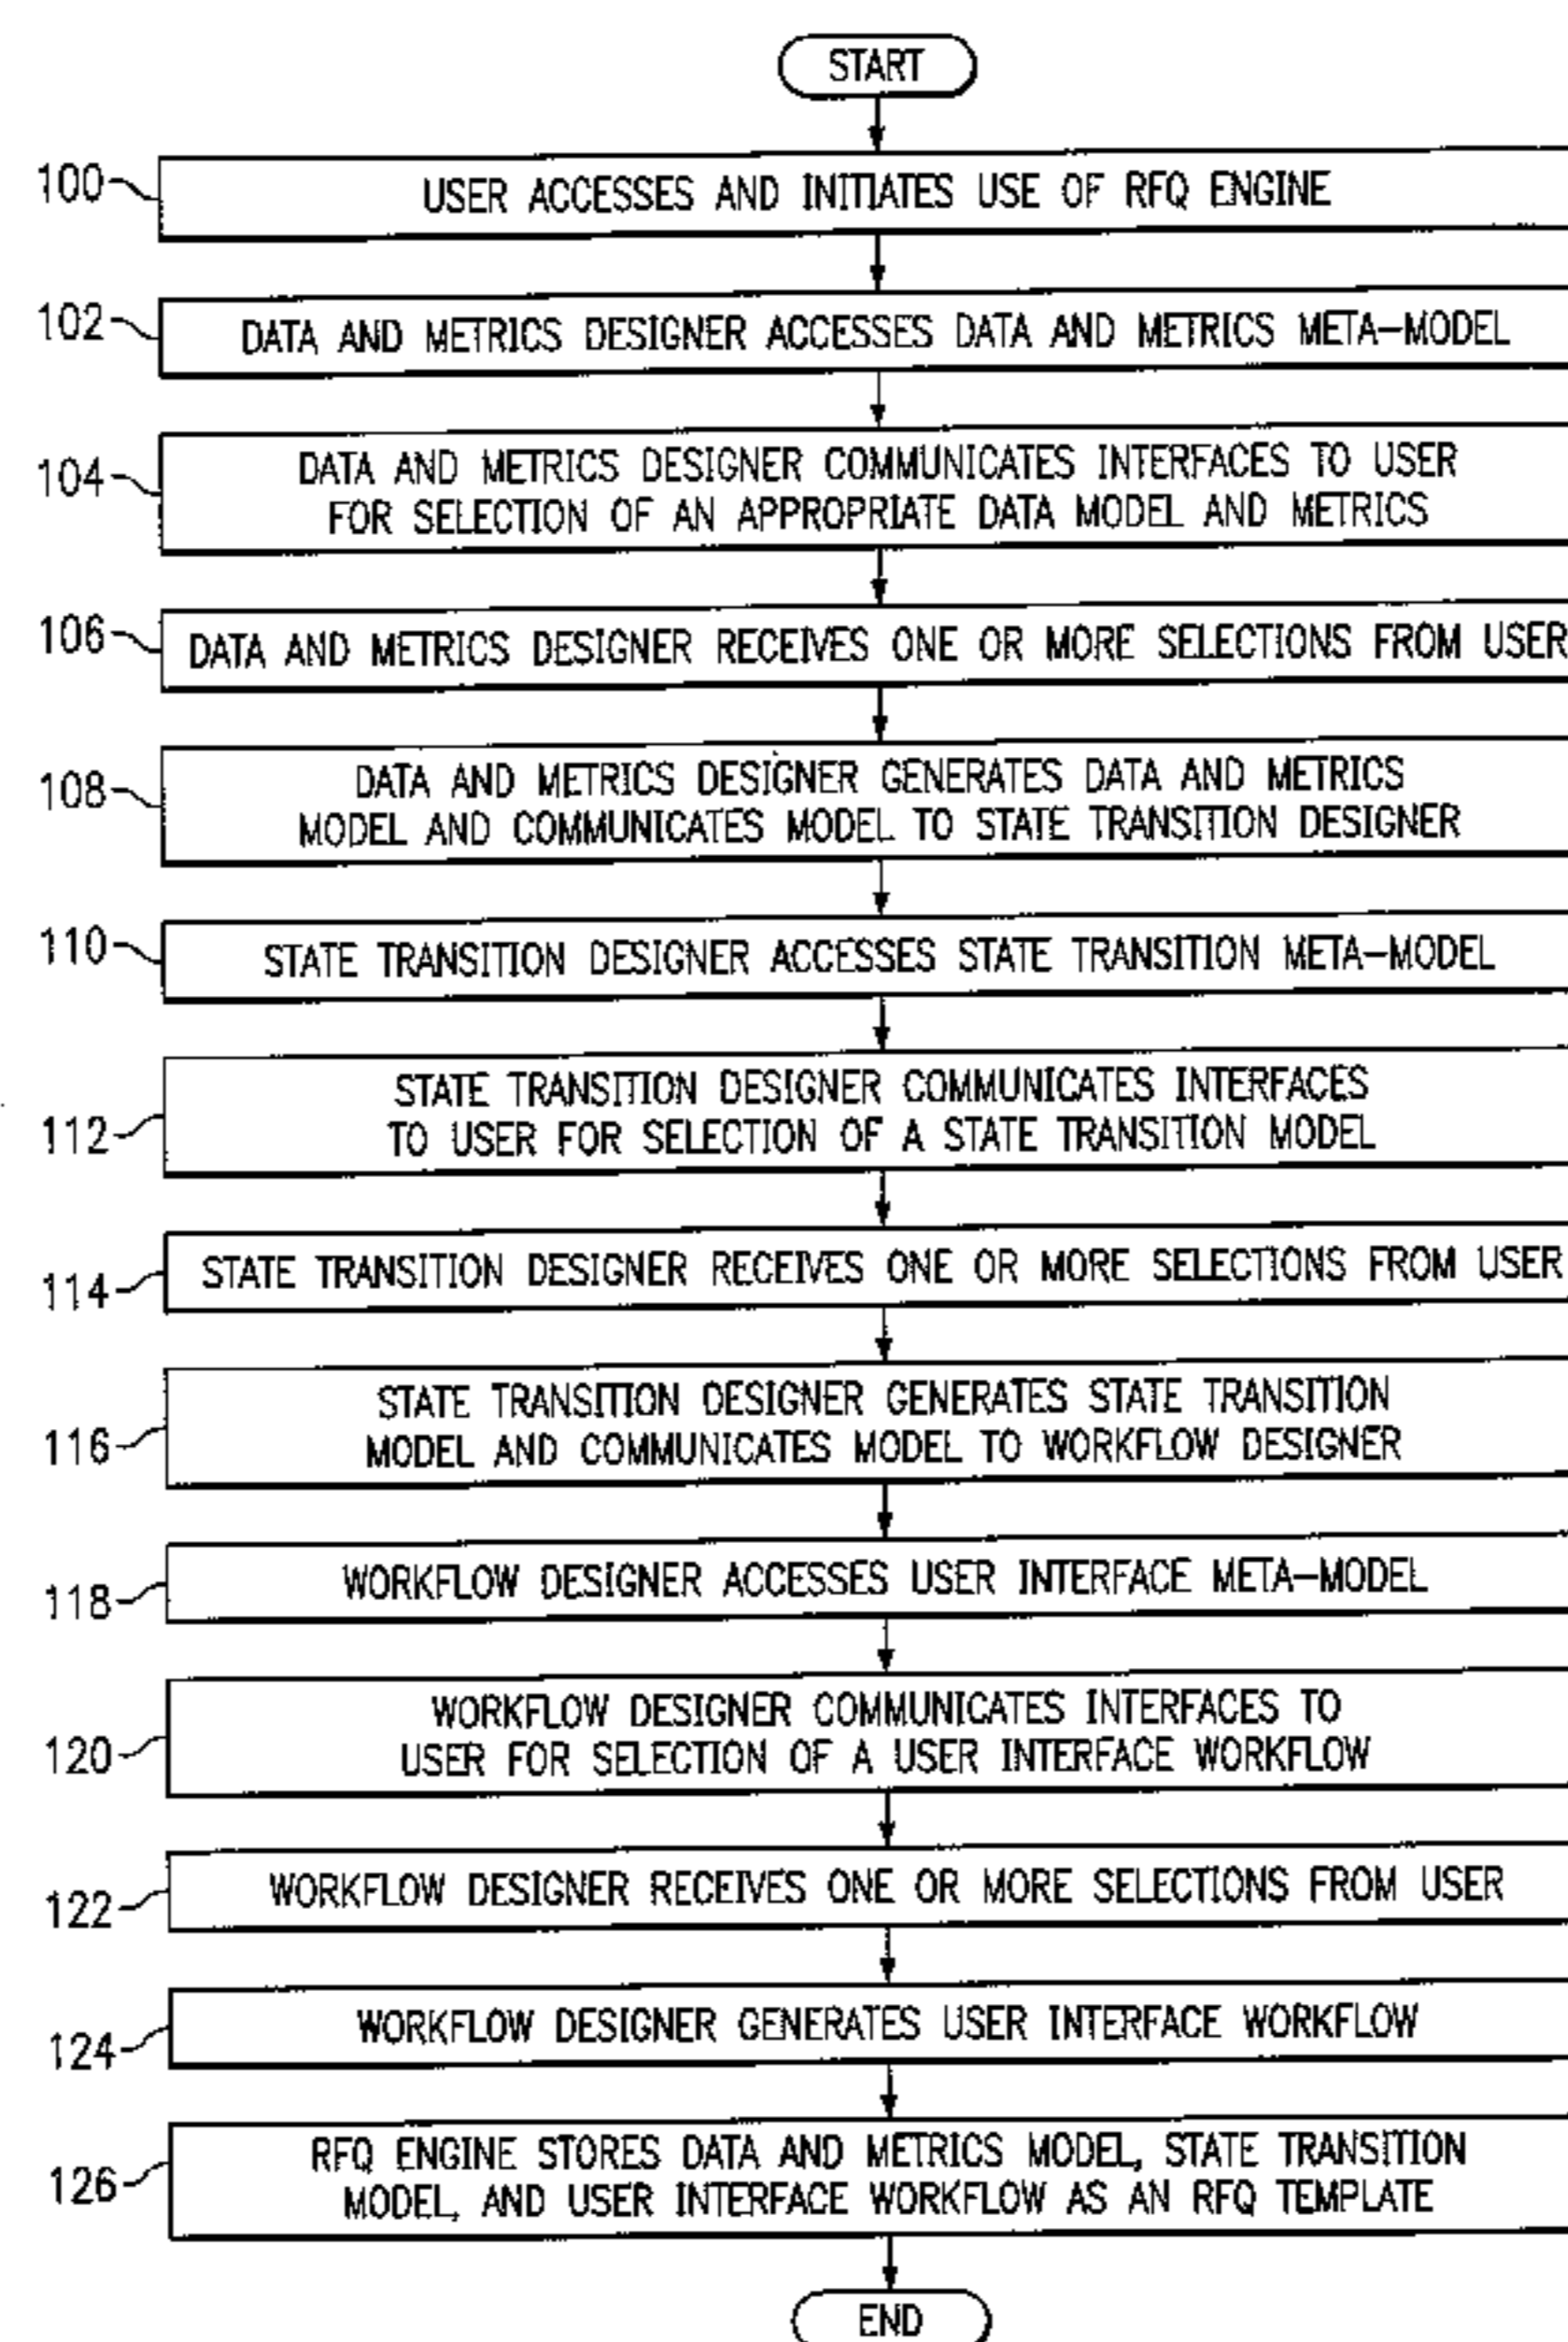 START
100
USER ACCESSES AND INITIATES USE OF RFQ ENGINE
102
DATA AND METRICS DESIGNER ACCESSES DATA AND METRICS META-MODEL
104
DATA AND METRICS DESIGNER COMMUNICATES INTERFACES TO USER
FOR SELECTION OF AN APPROPRIATE DATA MODEL AND METRICS
106
DATA AND METRICS DESIGNER RECEIVES ONE OR MORE SELECTIONS FROM USER
108
DATA AND METRICS DESIGNER GENERATES DATA AND METRICS
MODEL AND COMMUNICATES MODEL TO STATE TRANSITION DESIGNER
110
STATE TRANSITION DESIGNER ACCESSES STATE TRANSITION META-MODEL
112
STATE TRANSITION DESIGNER COMMUNICATES INTERFACES
TO USER FOR SELECTION OF A STATE TRANSITION MODEL
114
STATE TRANSITION DESIGNER RECEIVES ONE OR MORE SELECTIONS FROM USER
116
STATE TRANSITION DESIGNER GENERATES STATE TRANSITION
MODEL AND COMMUNICATES MODEL TO WORKFLOW DESIGNER
118
WORKFLOW DESIGNER ACCESSES USER INTERFACE META-MODEL
120
WORKFLOW DESIGNER COMMUNICATES INTERFACES TO
USER FOR SELECTION OF A USER INTERFACE WORKFLOW
122
WORKFLOW DESIGNER RECEIVES ONE OR MORE SELECTIONS FROM USER
124
WORKFLOW DESIGNER GENERATES USER INTERFACE WORKFLOW
126
RFQ ENGINE STORES DATA AND METRICS MODEL, STATE TRANSITION
MODEL, AND USER INTERFACE WORKFLOW AS AN RFQ TEMPLATE
END